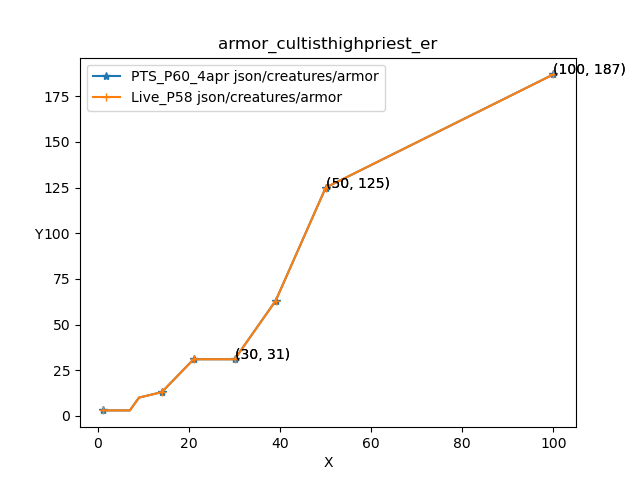 armor_cultisthighpriest_er
PTS_P60_4apr json/creatures/armor
Live_P58 json/creatures/armor
(100, 187)
(50, 125)
(30, 31)
175
150
125
Y
100
75
50
25
0
0 20 40 60 80 100
X